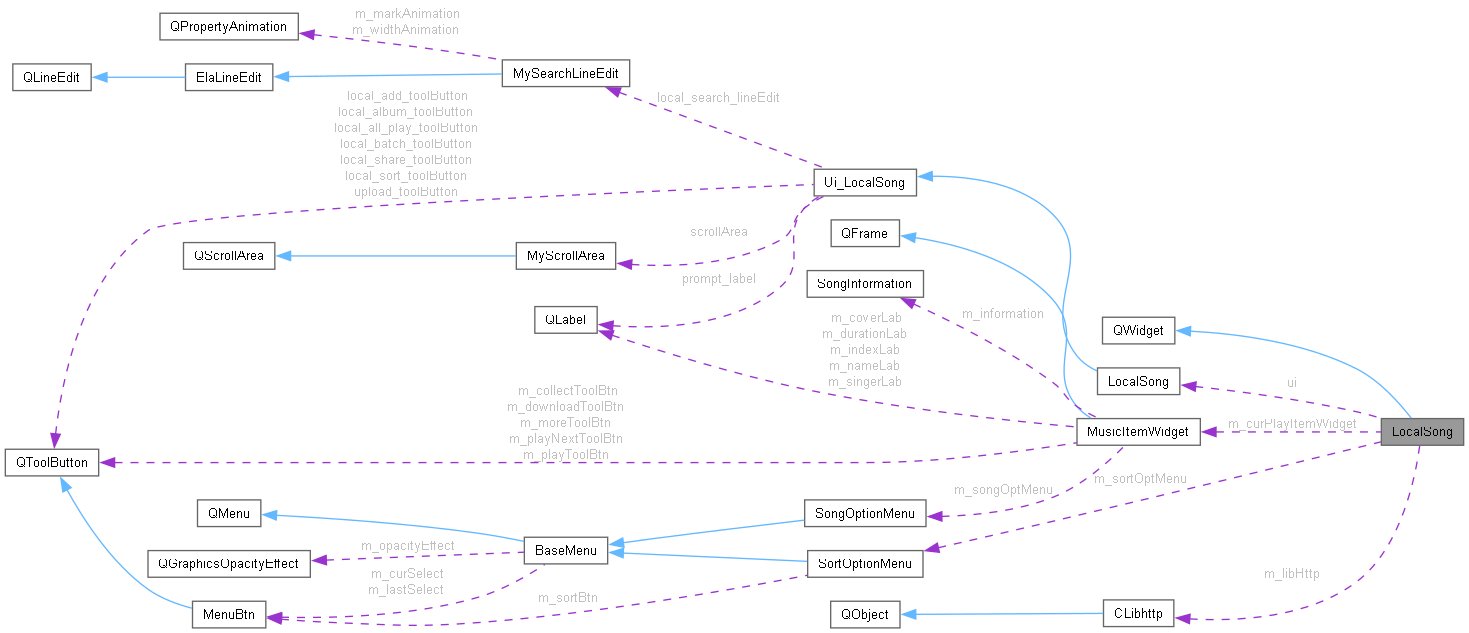 m_markAnimation
m_widthAnimation
QPropertyAnimation
QLineEdit
ElaLineEdit
MySearchLineEdit
local_add_toolButton
local_album_toolButton
local_all_play_toolButton
local_batch_toolButton
local_share_toolButton
local_sort_toolButton
upload_toolButton
local_search_lineEdit
Ui_LocalSong
scrollArea
QFrame
QScrollArea
MyScrollArea
prompt_label
SongInformation
QLabel
m_coverLab
m_durationLab
m_indexLab
m_nameLab
m_singerLab
m_information
QWidget
LocalSong
ui
m_collectToolBtn
m_downloadToolBtn
m_moreToolBtn
m_playNextToolBtn
m_playToolBtn
MusicItemWidget
m_curPlayItemWidget
LocalSong
QToolButton
m_songOptMenu
m_sortOptMenu
QMenu
SongOptionMenu
m_opacityEffect
BaseMenu
QGraphicsOpacityEffect
SortOptionMenu
m_curSelect
m_lastSelect
m_sortBtn
m_libHttp
MenuBtn
QObject
CLibhttp